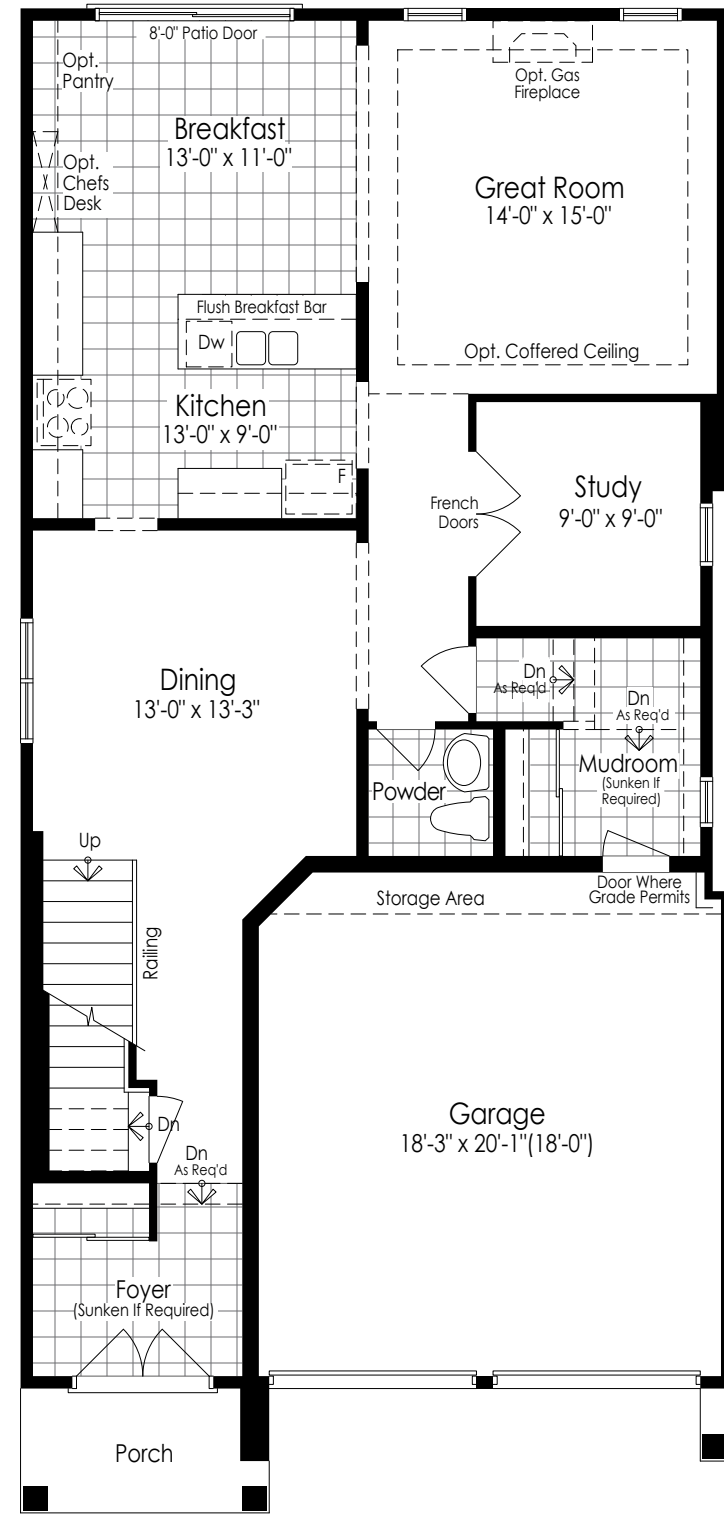 8'-0" Patio Door
Opt.
Pantry
Opt. Gas
Fireplace
Breakfast
13'-0" x 11'-0"
Opt.
Chefs
Desk
Great Room
14'-0" x 15'-0"
Flush Breakfast Bar
Dw
Opt. Coffered Ceiling
Kitchen
13'-0" x 9'-0"
F
French
Doors
Study
9'-0" x 9'-0"
Dining
13'-0" x 13'-3"
Dn
As Req'd
Dn
As Req'd
Mudroom
(Sunken If
Required)
Powder
Up
Door Where
Grade Permits
Storage Area
Railing
Garage
18'-3" x 20'-1"(18'-0")
Dn
Dn
As Req'd
Foyer
(Sunken If Required)
Porch